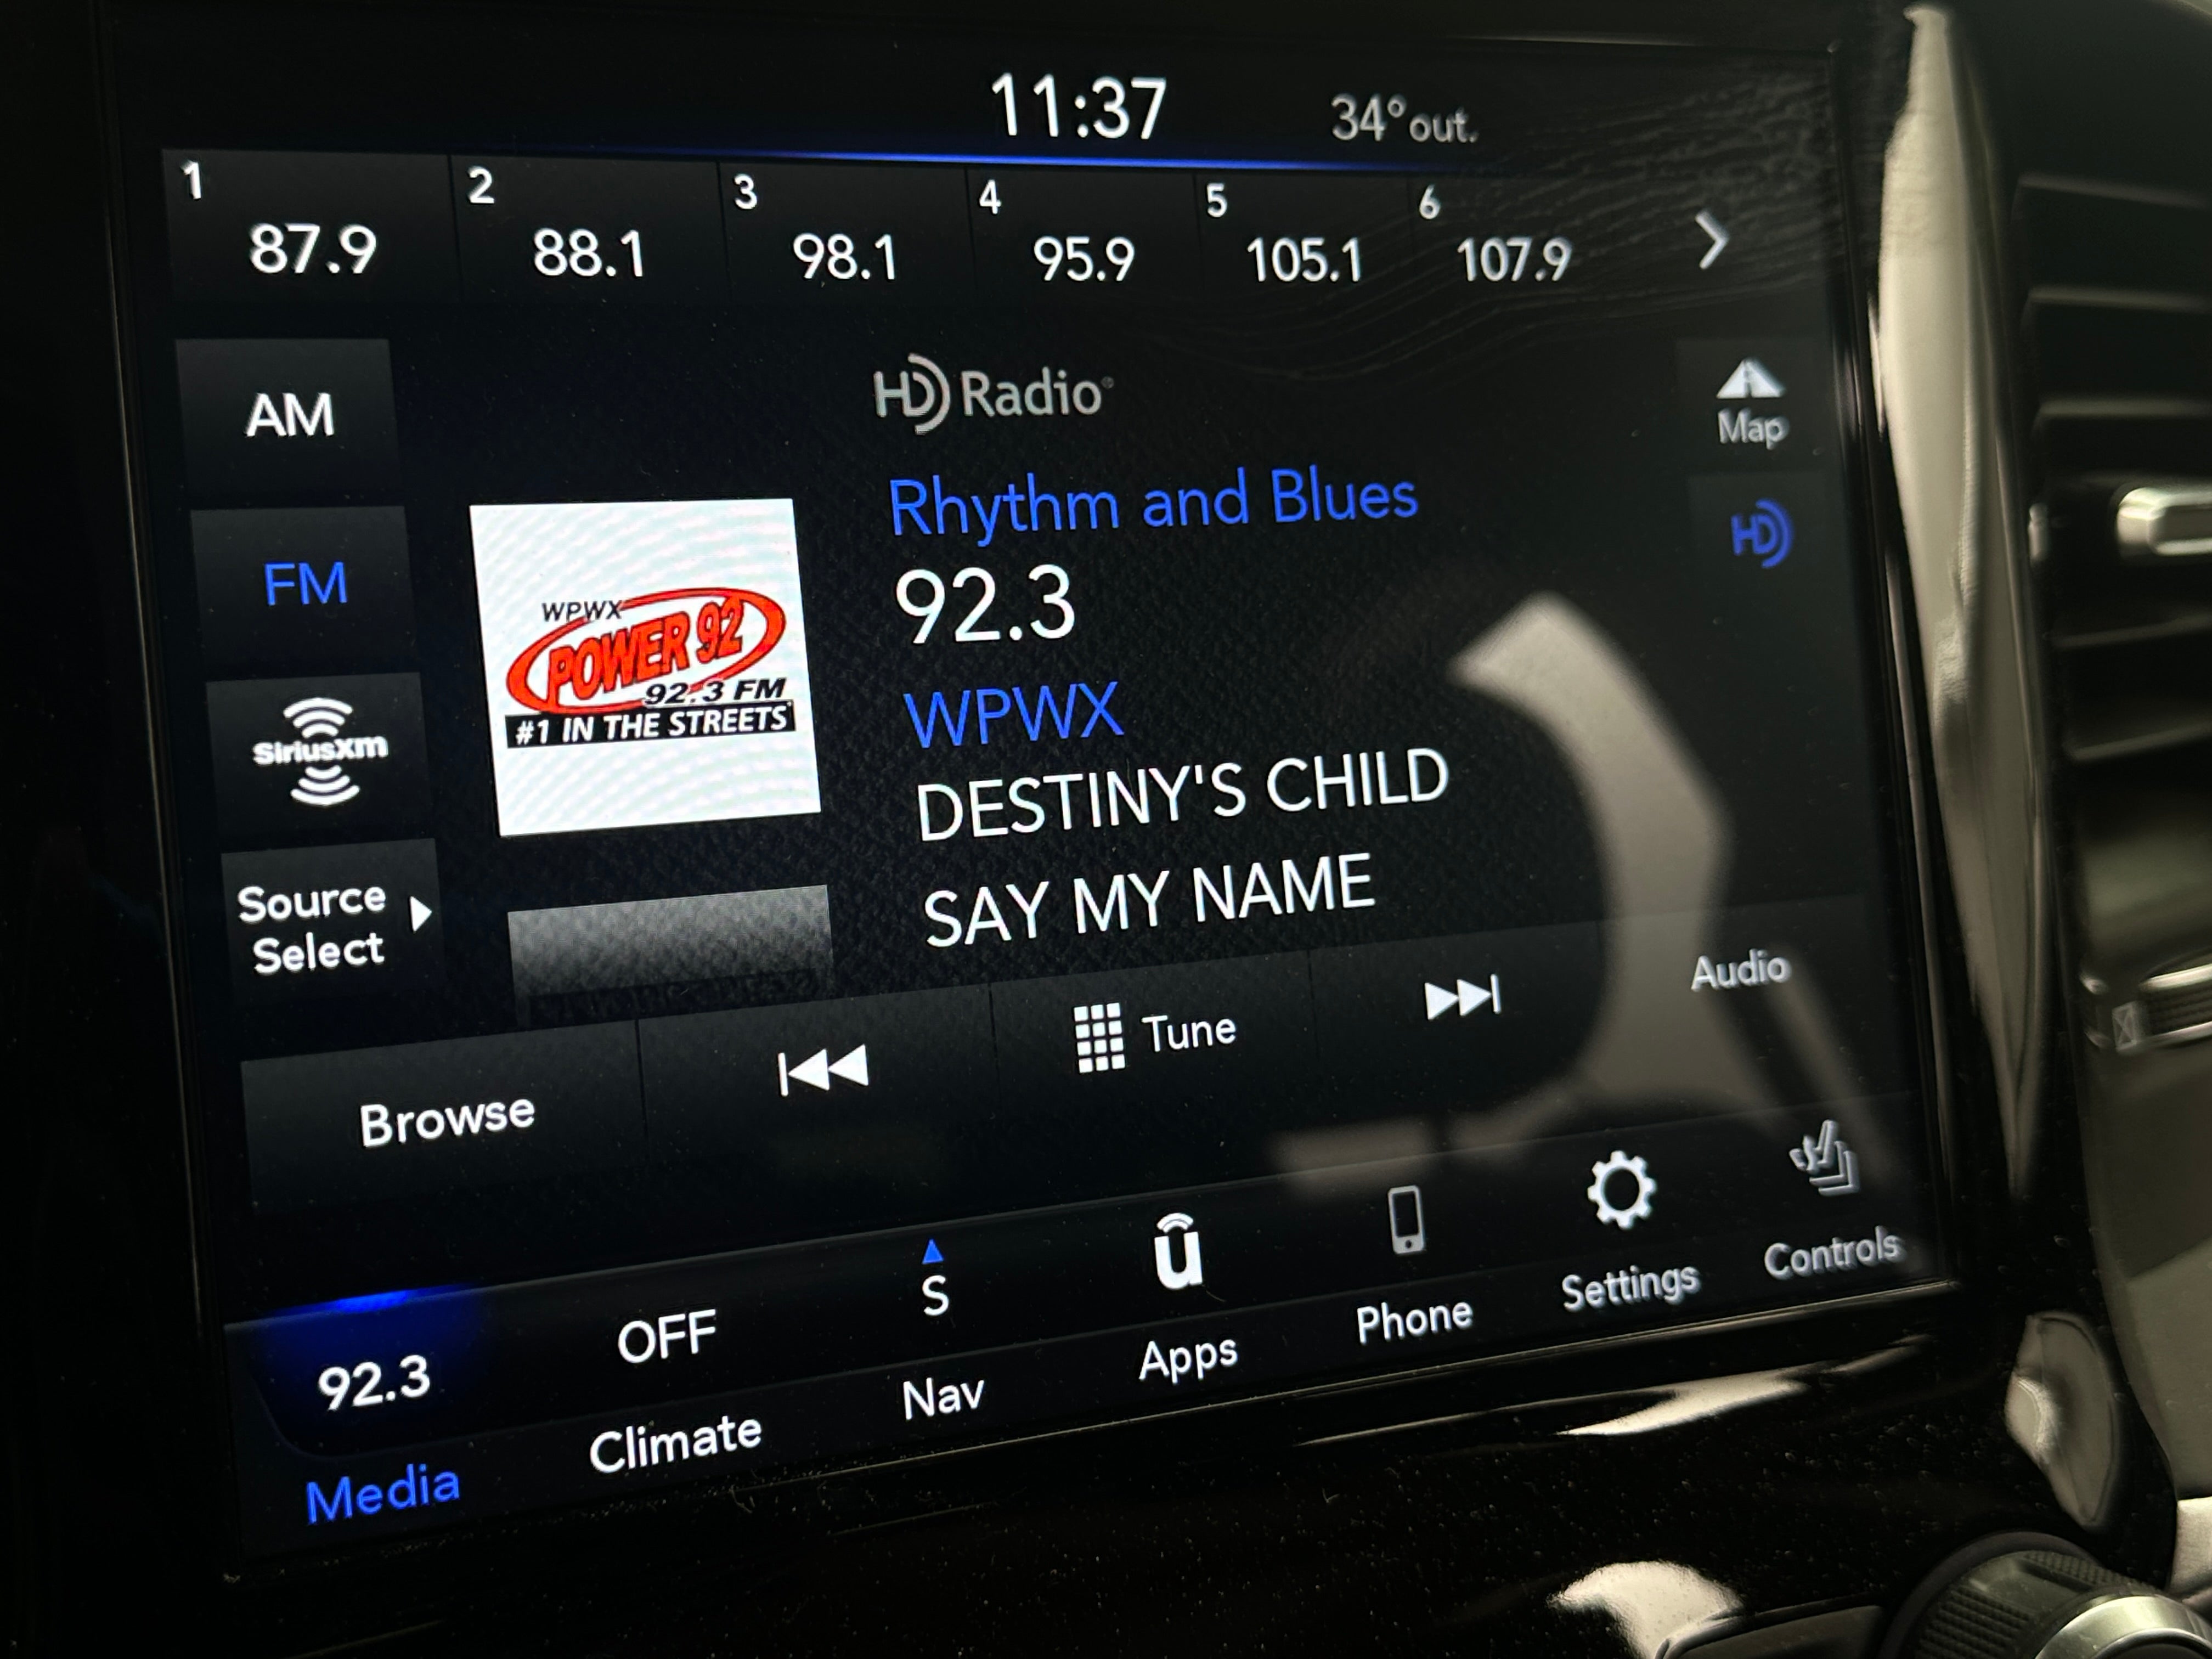 11:37 34° out.
1 2 3 4 5 6
87.9 88.1 98.1 95.9 105.1 107.9
AM
HD Radio
Map
Rhythm and Blues
HD
FM
92.3
WPWX
POWER 92
92.3 FM
#1 IN THE STREETS
WPWX
SiriusXM
DESTINY'S CHILD
Source
Select
SAY MY NAME
Browse
Tune
Audio
92.3 OFF S u
Media Climate Nav Apps Phone Settings Controls